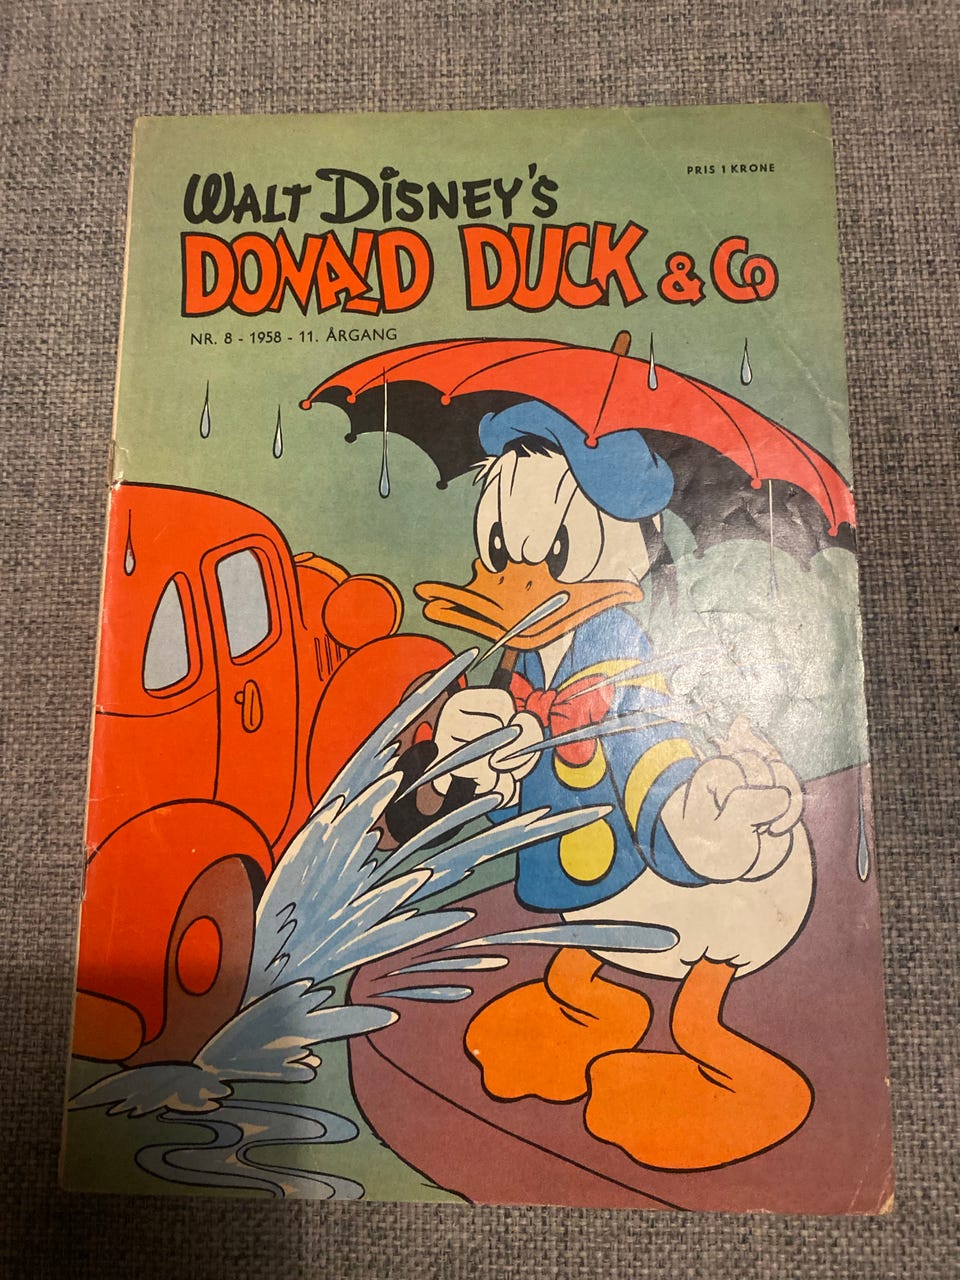 PRIS 1 KRONE
WALT DISNEY'S
DONALD DUCK & Co
NR. 8 - 1958 - 11. ÅRGANG